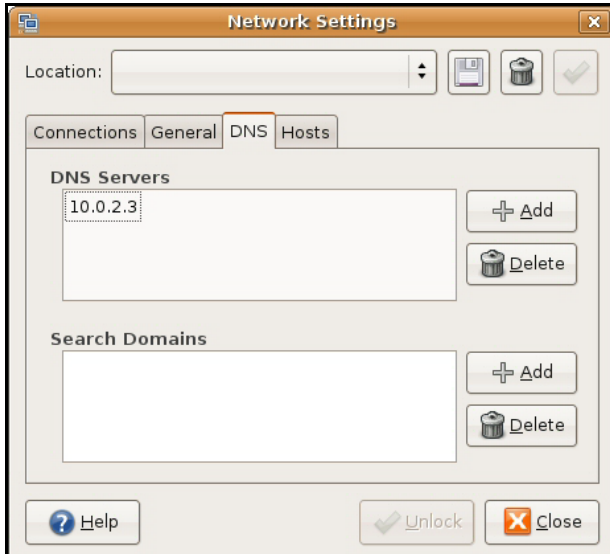 Network Settings
Location:
Connections General DNS Hosts
DNS Servers
10.0.2.3
Add
Delete
Search Domains
Add
Delete
Help Unlock Close